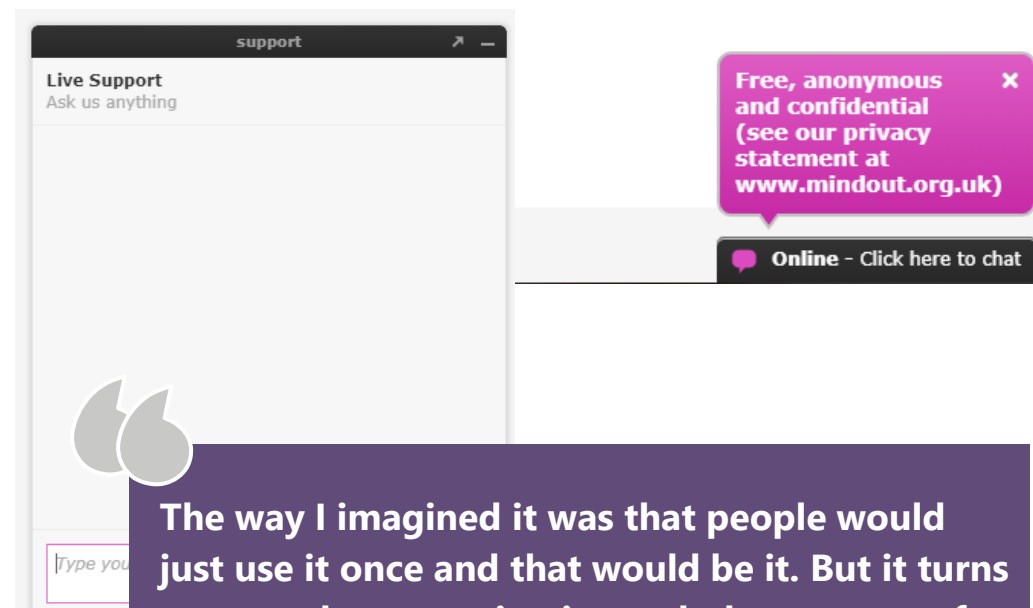 support
Live Support
Ask us anything
Free, anonymous
and confidential
(see our privacy
statement at
www.mindout.org.uk)
Online - Click here to chat
Type you
The way I imagined it was that people would
just use it once and that would be it. But it turns